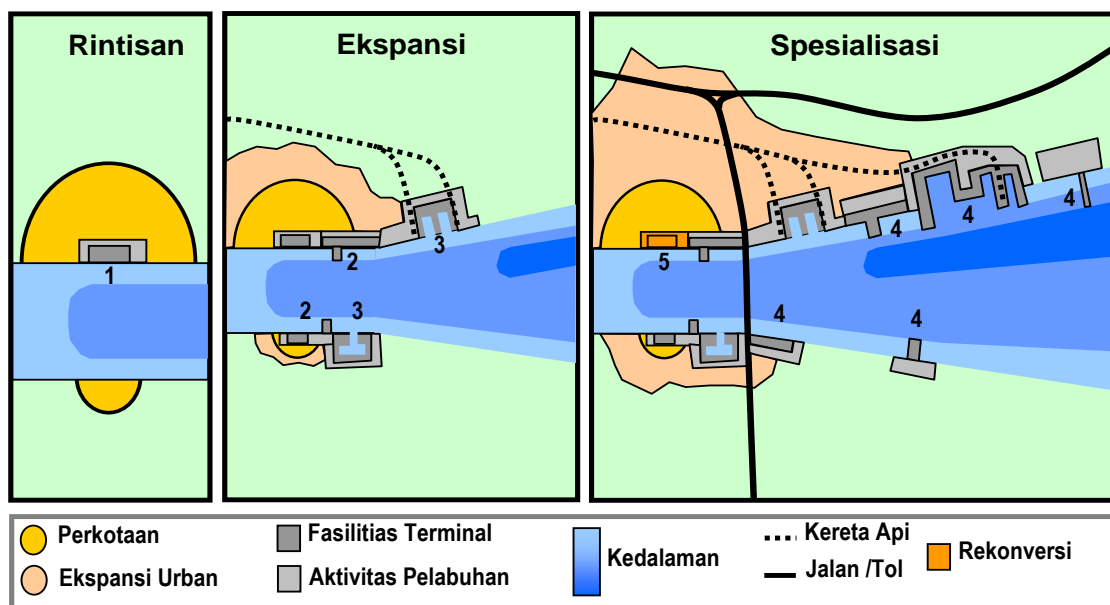 Rintisan
Ekspansi
Spesialisasi
1
2
3
2
3
5
4
4
4
4
4
Perkotaan
Ekspansi Urban
Fasilitias Terminal
Aktivitas Pelabuhan
Kedalaman
Kereta Api
Jalan /Tol
Rekonversi